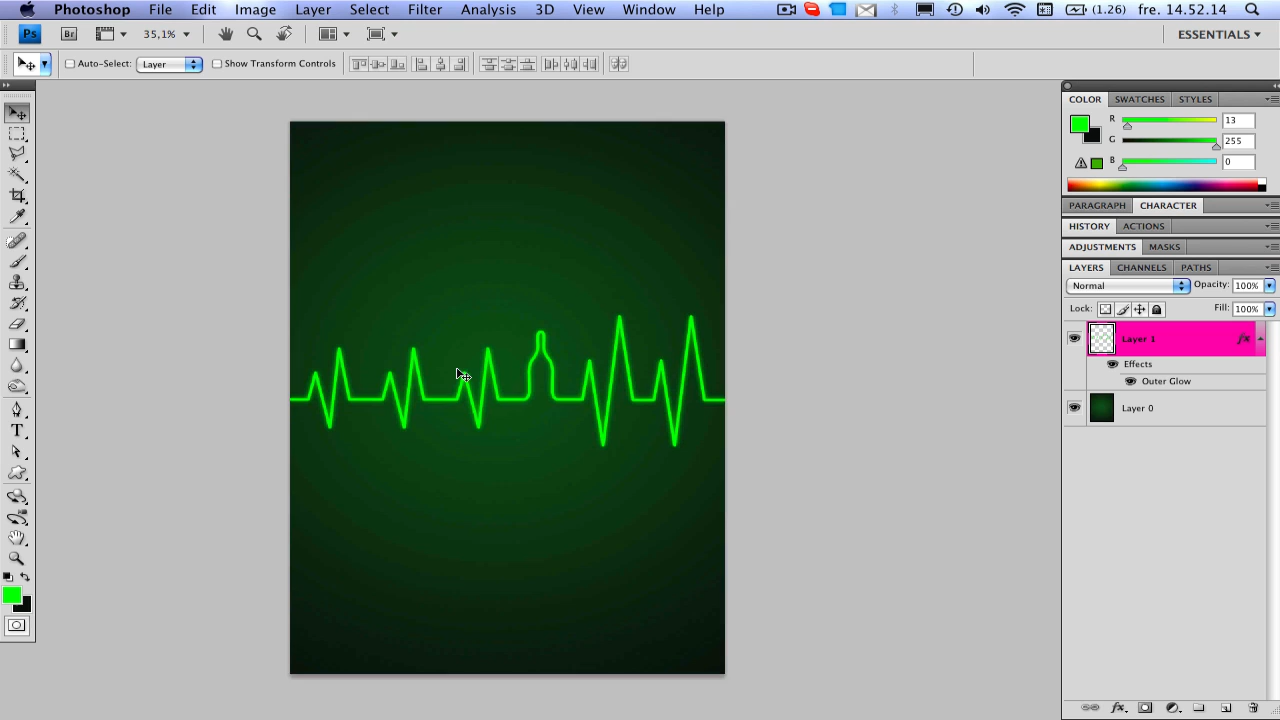 Photoshop File Edit Image Layer Select Filter Analysis 3D View Window Help (1.26) fre. 14.52.14
Ps Br 35,1% ESSENTIALS
Auto-Select: Layer Show Transform Controls
COLOR SWATCHES STYLES
R 13
G 255
B 0
PARAGRAPH CHARACTER
HISTORY ACTIONS
ADJUSTMENTS MASKS
LAYERS CHANNELS PATHS
Normal Opacity: 100%
Lock: Fill: 100%
Layer 1 fx
Effects
Outer Glow
Layer 0
T
fx